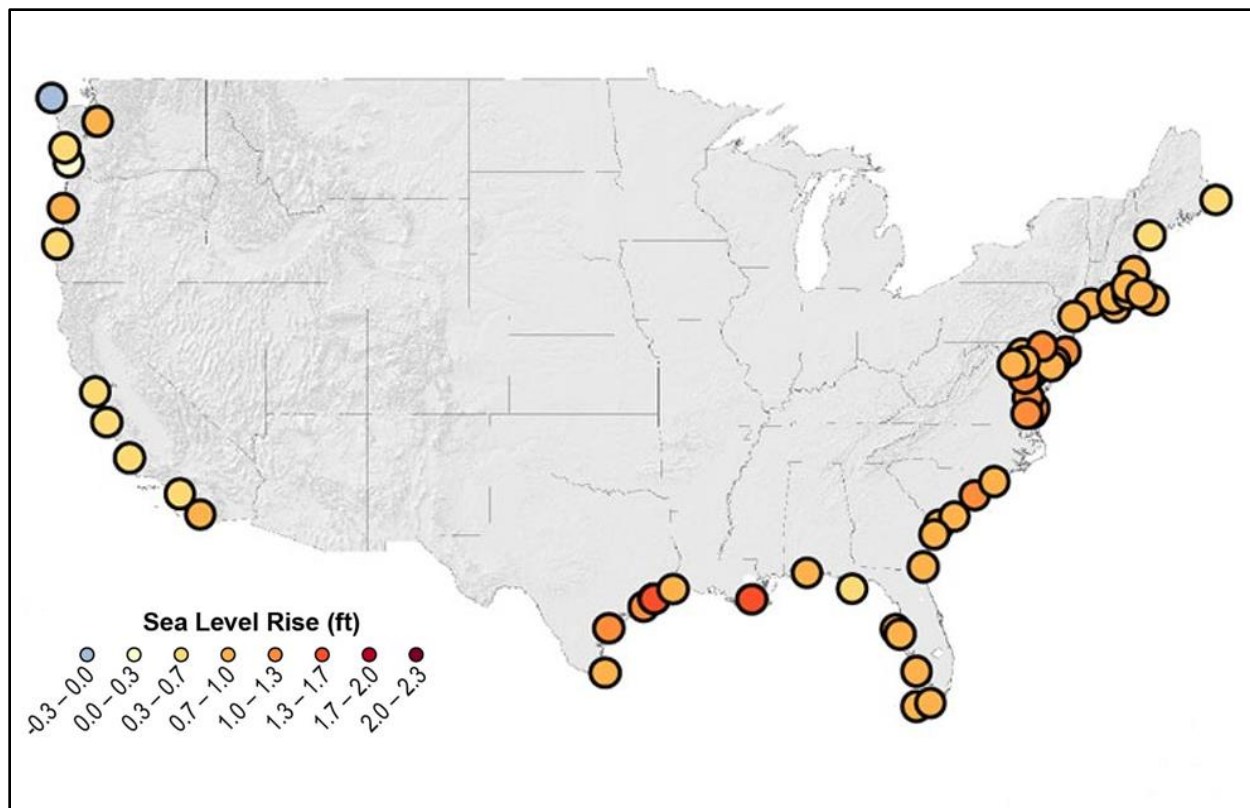 Sea Level Rise (ft)
-0.3 – 0.0
0.0 – 0.3
0.3 – 0.7
0.7 – 1.0
1.0 – 1.3
1.3 – 1.7
1.7 – 2.0
2.0 – 2.3